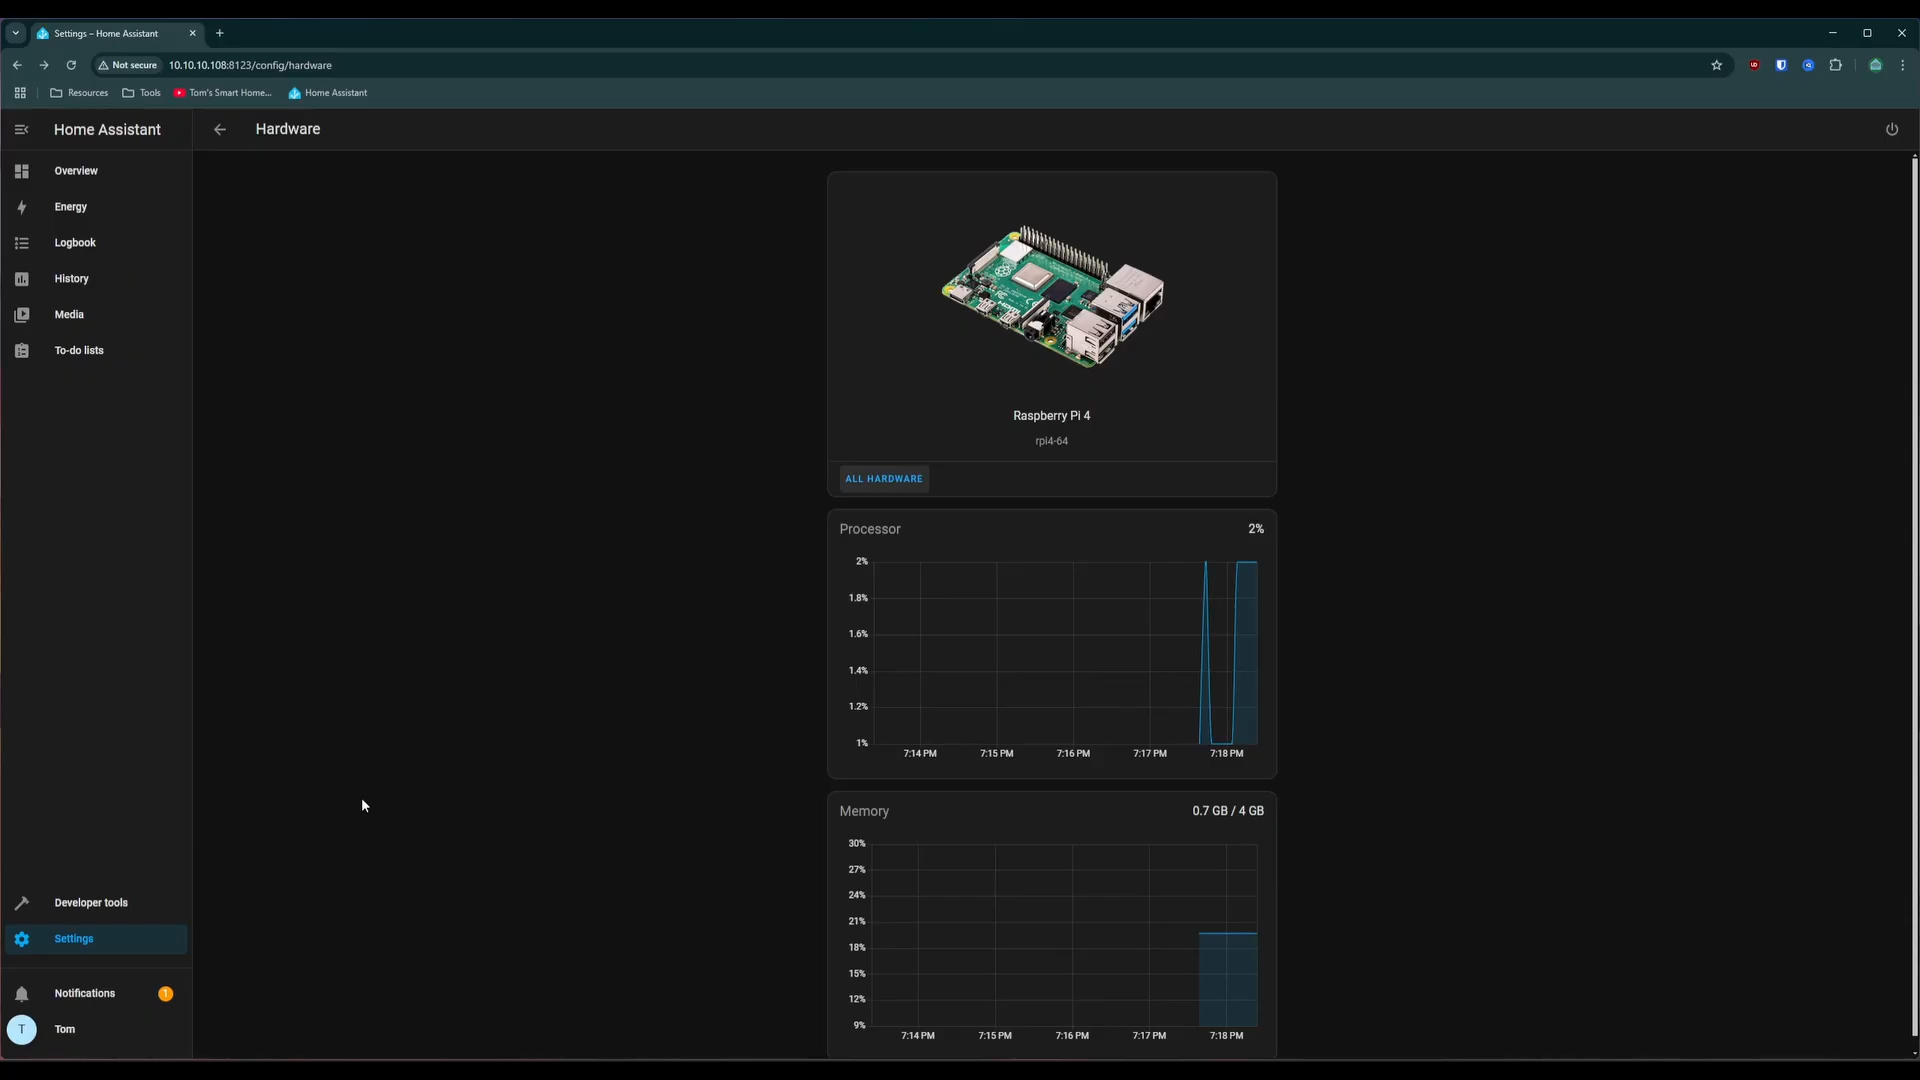 Settings – Home Assistant
Not secure
10.10.10.108:8123/config/hardware
Resources
Tools
Tom's Smart Home...
Home Assistant
Home Assistant
Hardware
Overview
Energy
Logbook
History
Media
To-do lists
Developer tools
Settings
Notifications
1
T
Tom
Raspberry Pi 4
rpi4-64
ALL HARDWARE
Processor
2%
2%
1.8%
1.6%
1.4%
1.2%
1%
7:14 PM
7:15 PM
7:16 PM
7:17 PM
7:18 PM
Memory
0.7 GB / 4 GB
30%
27%
24%
21%
18%
15%
12%
9%
7:14 PM
7:15 PM
7:16 PM
7:17 PM
7:18 PM